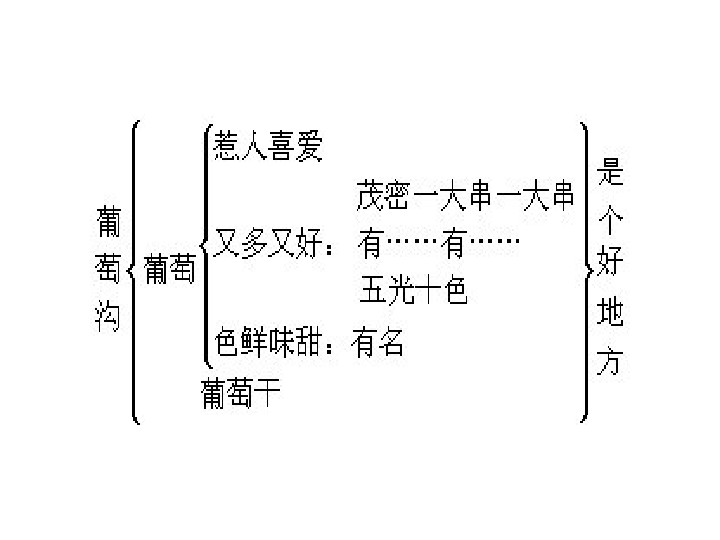 葡萄沟
葡萄
惹人喜爱
又多又好：
茂密一大串一大串
有……有……
五光十色
色鲜味甜：有名
葡萄干
是个好地方